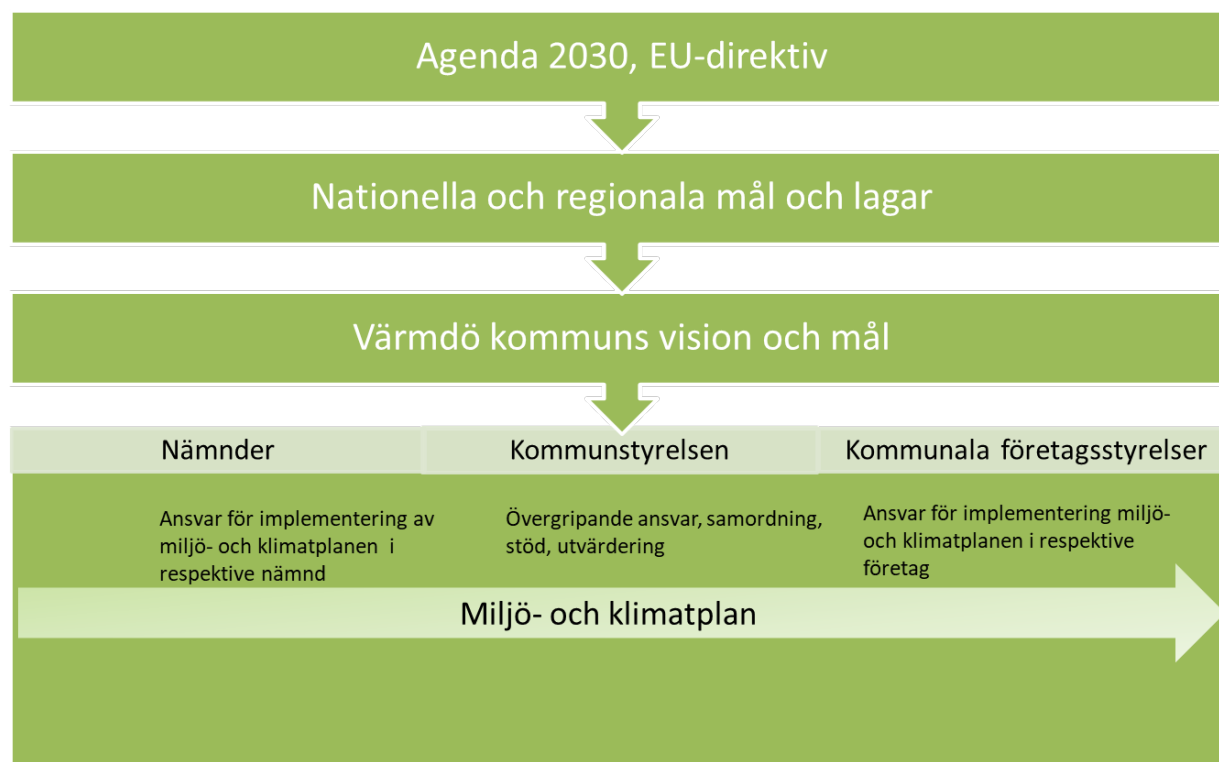 Agenda 2030, EU-direktiv
Nationella och regionala mål och lagar
Värmdö kommuns vision och mål
Nämnder
Kommunstyrelsen
Kommunala företagsstyrelser
Ansvar för implementering av
miljö- och klimatplanen i
respektive nämnd
Övergripande ansvar, samordning,
stöd, utvärdering
Ansvar för implementering miljö-
och klimatplanen i respektive
företag
Miljö- och klimatplan